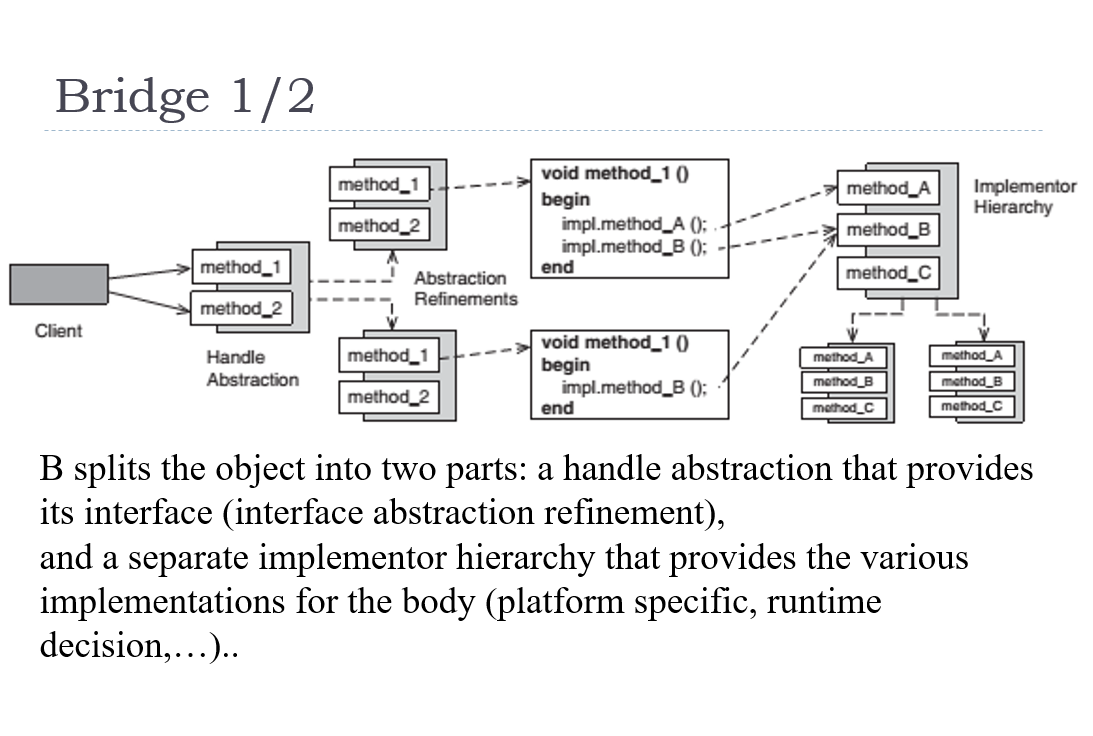 Bridge 1/2
method_1
method_2
void method_1 ()
begin
impl.method_A ();
impl.method_B ();
end
method_A
method_B
method_C
Implementor
Hierarchy
method_1
method_2
Client
Handle
Abstraction
Abstraction
Refinements
method_1
method_2
void method_1 ()
begin
impl.method_B ();
end
method_A
method_B
method_C
method_A
method_B
method_C
B splits the object into two parts: a handle abstraction that provides
its interface (interface abstraction refinement),
and a separate implementor hierarchy that provides the various
implementations for the body (platform specific, runtime
decision,…)..